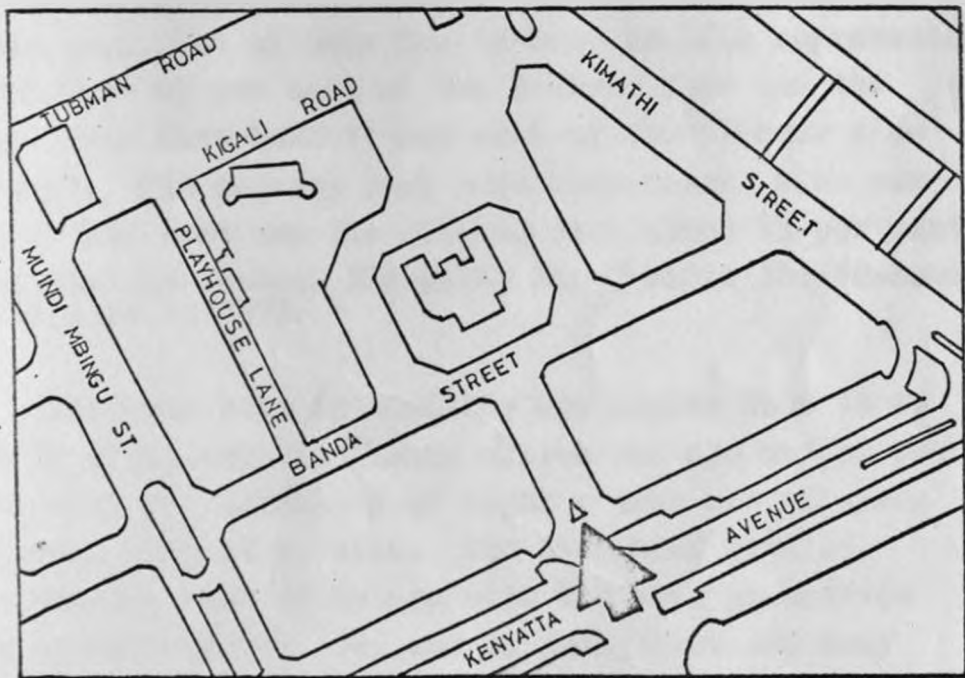 TUBMAN ROAD
KIGALI ROAD
KIMATHI
STREET
PLAYHOUSE LANE
MUINDI MBINGU ST
BANDA STREET
KENYATTA AVENUE